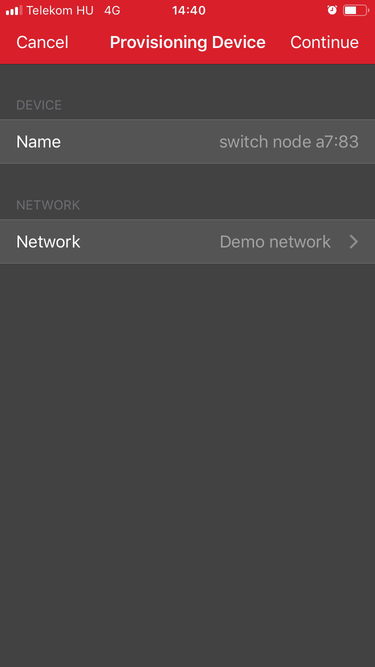 Telekom HU 4G 14:40
Cancel Provisioning Device Continue
DEVICE
Name switch node a7:83
NETWORK
Network Demo network